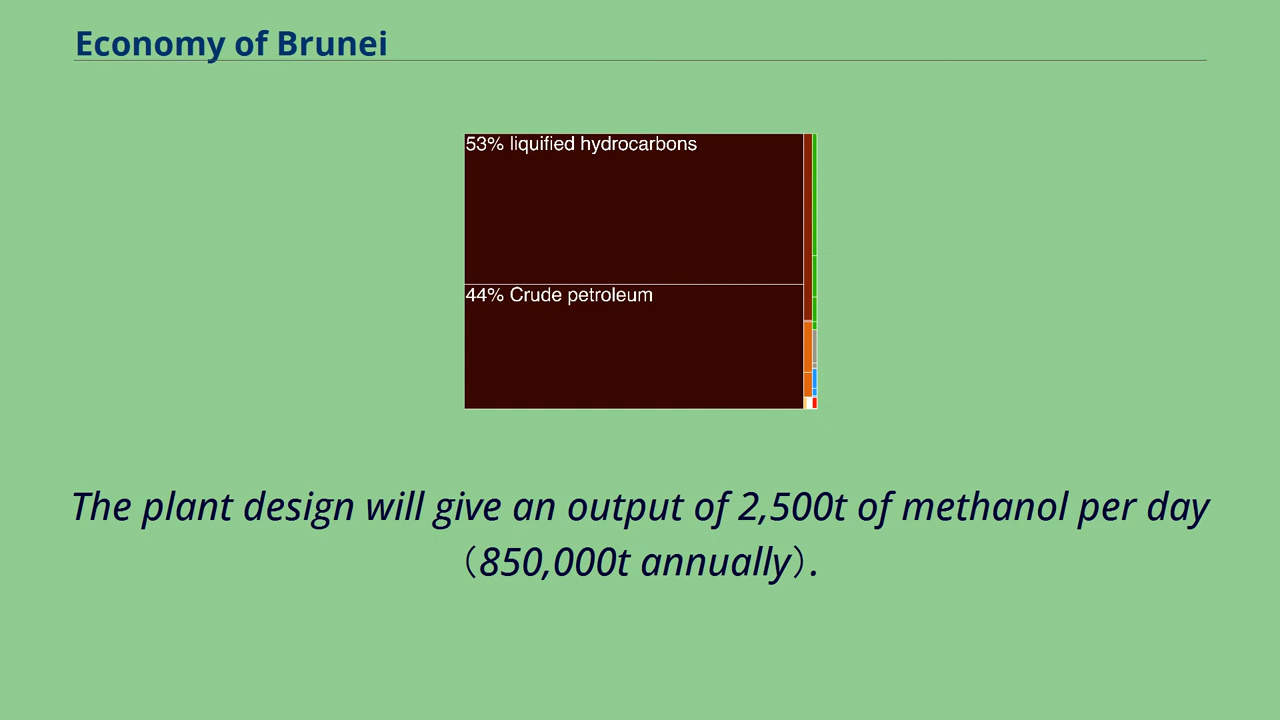 Economy of Brunei
53% liquified hydrocarbons
44% Crude petroleum
The plant design will give an output of 2,500t of methanol per day
（850,000t annually）.